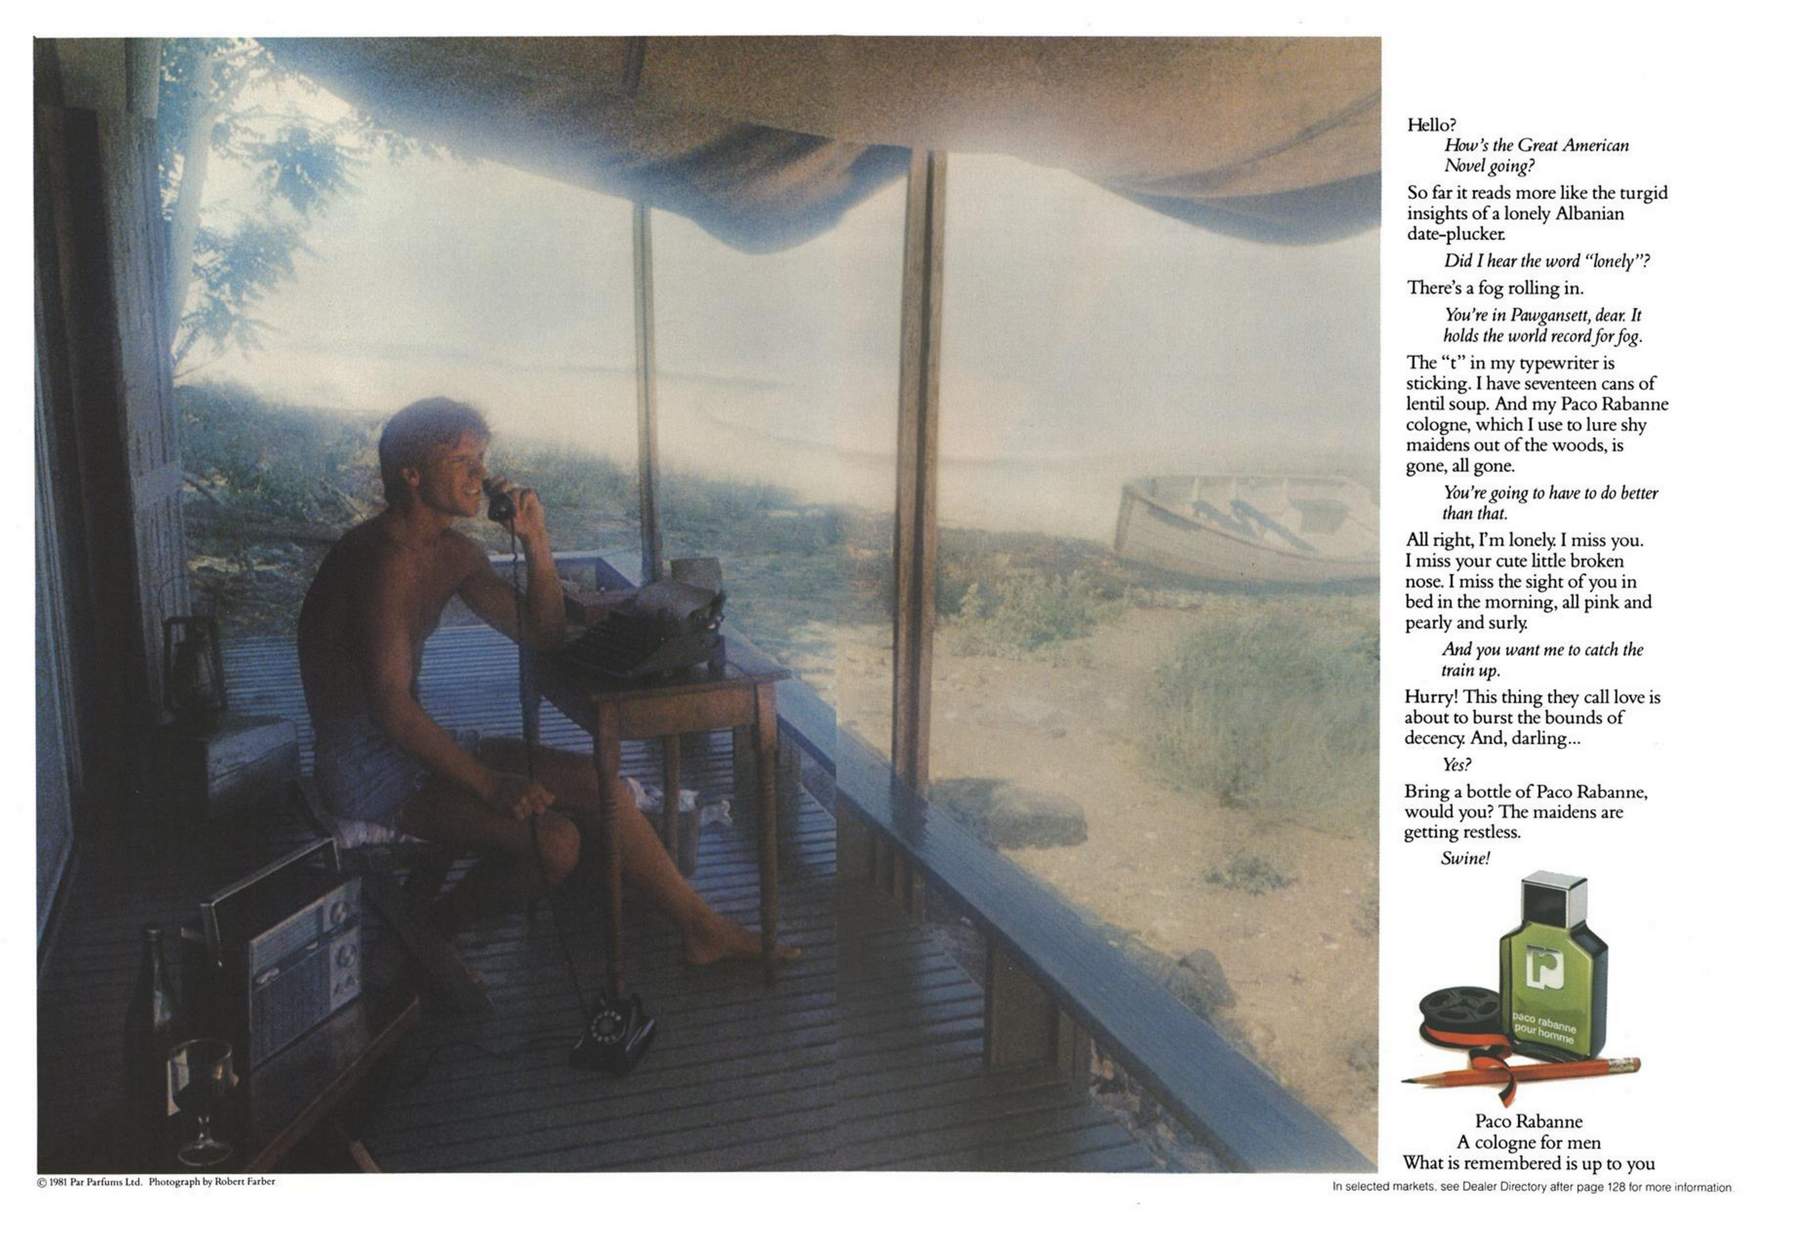 Hello?
How's the Great American
Novel going?
So far it reads more like the turgid
insights of a lonely Albanian
date-plucker.
Did I hear the word “lonely”?
There's a fog rolling in.
You're in Pawgansett, dear. It
holds the world record for fog.
The “t” in my typewriter is
sticking. I have seventeen cans of
lentil soup. And my Paco Rabanne
cologne, which I use to lure shy
maidens out of the woods, is
gone, all gone.
You're going to have to do better
than that.
All right, I'm lonely. I miss you.
I miss your cute little broken
nose. I miss the sight of you in
bed in the morning, all pink and
pearly and surly.
And you want me to catch the
train up.
Hurry! This thing they call love is
about to burst the bounds of
decency. And, darling...
Yes?
Bring a bottle of Paco Rabanne,
would you? The maidens are
getting restless.
Swine!
paco rabanne
pour homme
Paco Rabanne
A cologne for men
What is remembered is up to you
© 1981 Par Parfums Ltd. Photograph by Robert Farber
In selected markets, see Dealer Directory after page 128 for more information